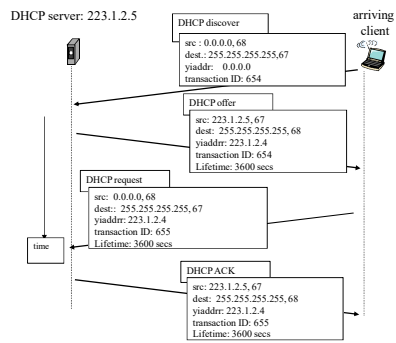 DHCP server: 223.1.2.5
arriving
client
DHCP discover
src : 0.0.0.0, 68
dest.: 255.255.255.255,67
yiaddr: 0.0.0.0
transaction ID: 654
DHCP offer
src: 223.1.2.5, 67
dest: 255.255.255.255, 68
yiaddrr: 223.1.2.4
transaction ID: 654
Lifetime: 3600 secs
DHCP request
src: 0.0.0.0, 68
dest:: 255.255.255.255, 67
yiaddrr: 223.1.2.4
transaction ID: 655
Lifetime: 3600 secs
time
DHCP ACK
src: 223.1.2.5, 67
dest: 255.255.255.255, 68
yiaddrr: 223.1.2.4
transaction ID: 655
Lifetime: 3600 secs